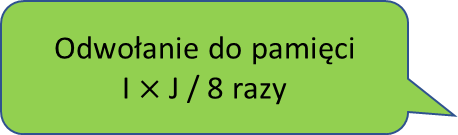 Odwołanie do pamięci
I × J / 8 razy